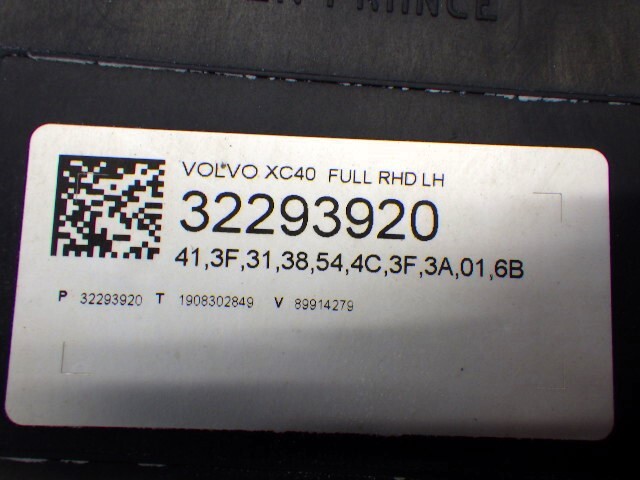 FRANCE
VOLVO XC40 FULL RHD LH
32293920
41,3F,31,38,54,4C,3F,3A,01,6B
P 32293920 T 1908302849 V 89914279